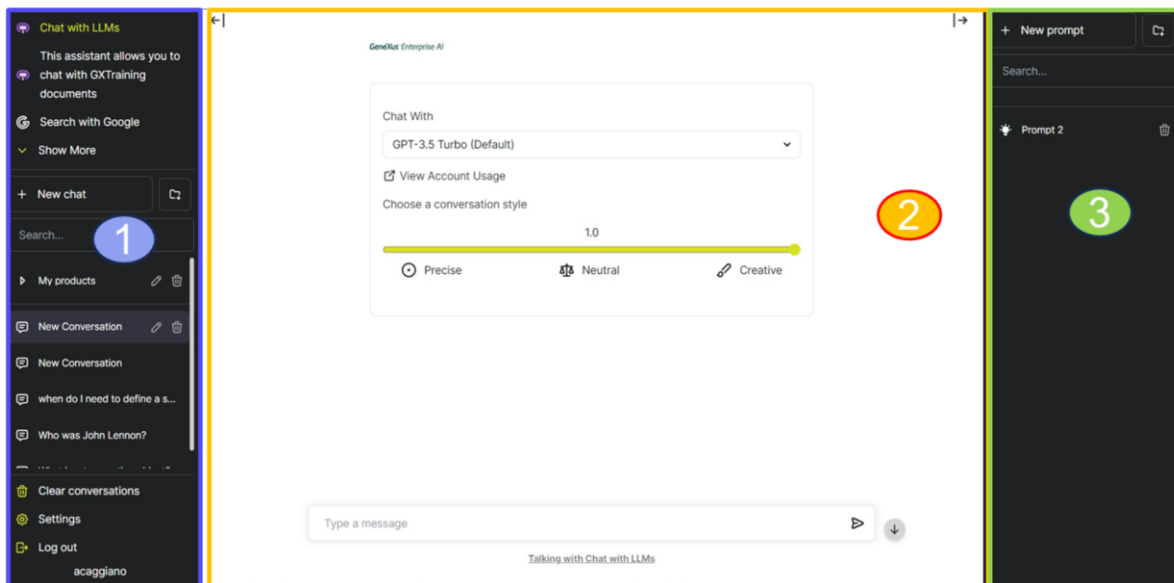 Chat with LLMs
This assistant allows you to
chat with GXTraining
documents
Search with Google
Show More
New chat
Search...
1
My products
New Conversation
New Conversation
when do I need to define a s...
Who was John Lennon?
Clear conversations
Settings
Log out
acaggiano
GeneXus Enterprise AI
Chat With
GPT-3.5 Turbo (Default)
View Account Usage
Choose a conversation style
1.0
Precise Neutral Creative
2
Type a message
Talking with Chat with LLMs
New prompt
Search...
Prompt 2
3